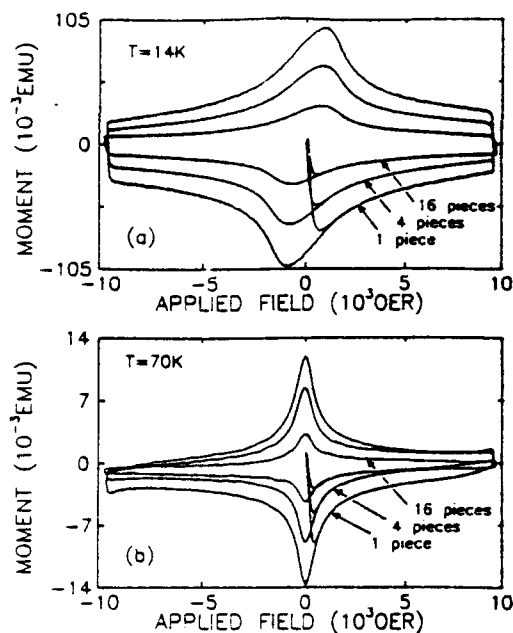 105
T=14K
0
MOMENT (10⁻³EMU)
16 pieces
4 pieces
1 piece
(a)
-105
-10 -5 0 5 10
APPLIED FIELD (10³OER)
14
T=70K
7
0
MOMENT (10⁻³EMU)
16 pieces
4 pieces
1 piece
-7
(b)
-14
-10 -5 0 5 10
APPLIED FIELD (10³OER)